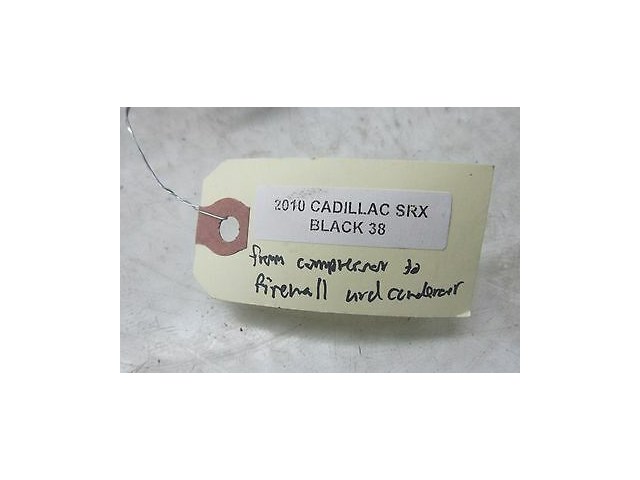 2010 CADILLAC SRX
BLACK 38
from compressor to
firewall and condenser